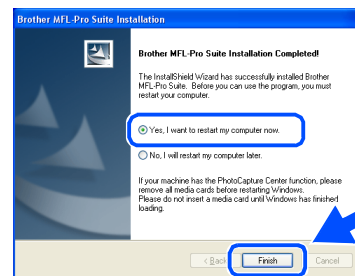 Brother MFL-Pro Suite Installation
Brother MFL-Pro Suite Installation Completed!
The InstallShield Wizard has successfully installed Brother
MFL-Pro Suite. Before you can use the program, you must
restart your computer.
Yes, I want to restart my computer now.
No, I will restart my computer later.
If your machine has the PhotoCapture Center function, please
remove all media cards before restarting Windows.
Please do not insert a media card until Windows has finished
loading.
< Back Finish Cancel